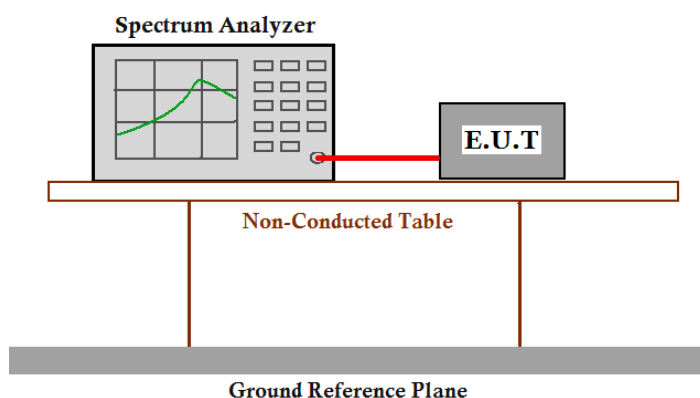 Spectrum Analyzer
E.U.T
Non-Conducted Table
Ground Reference Plane